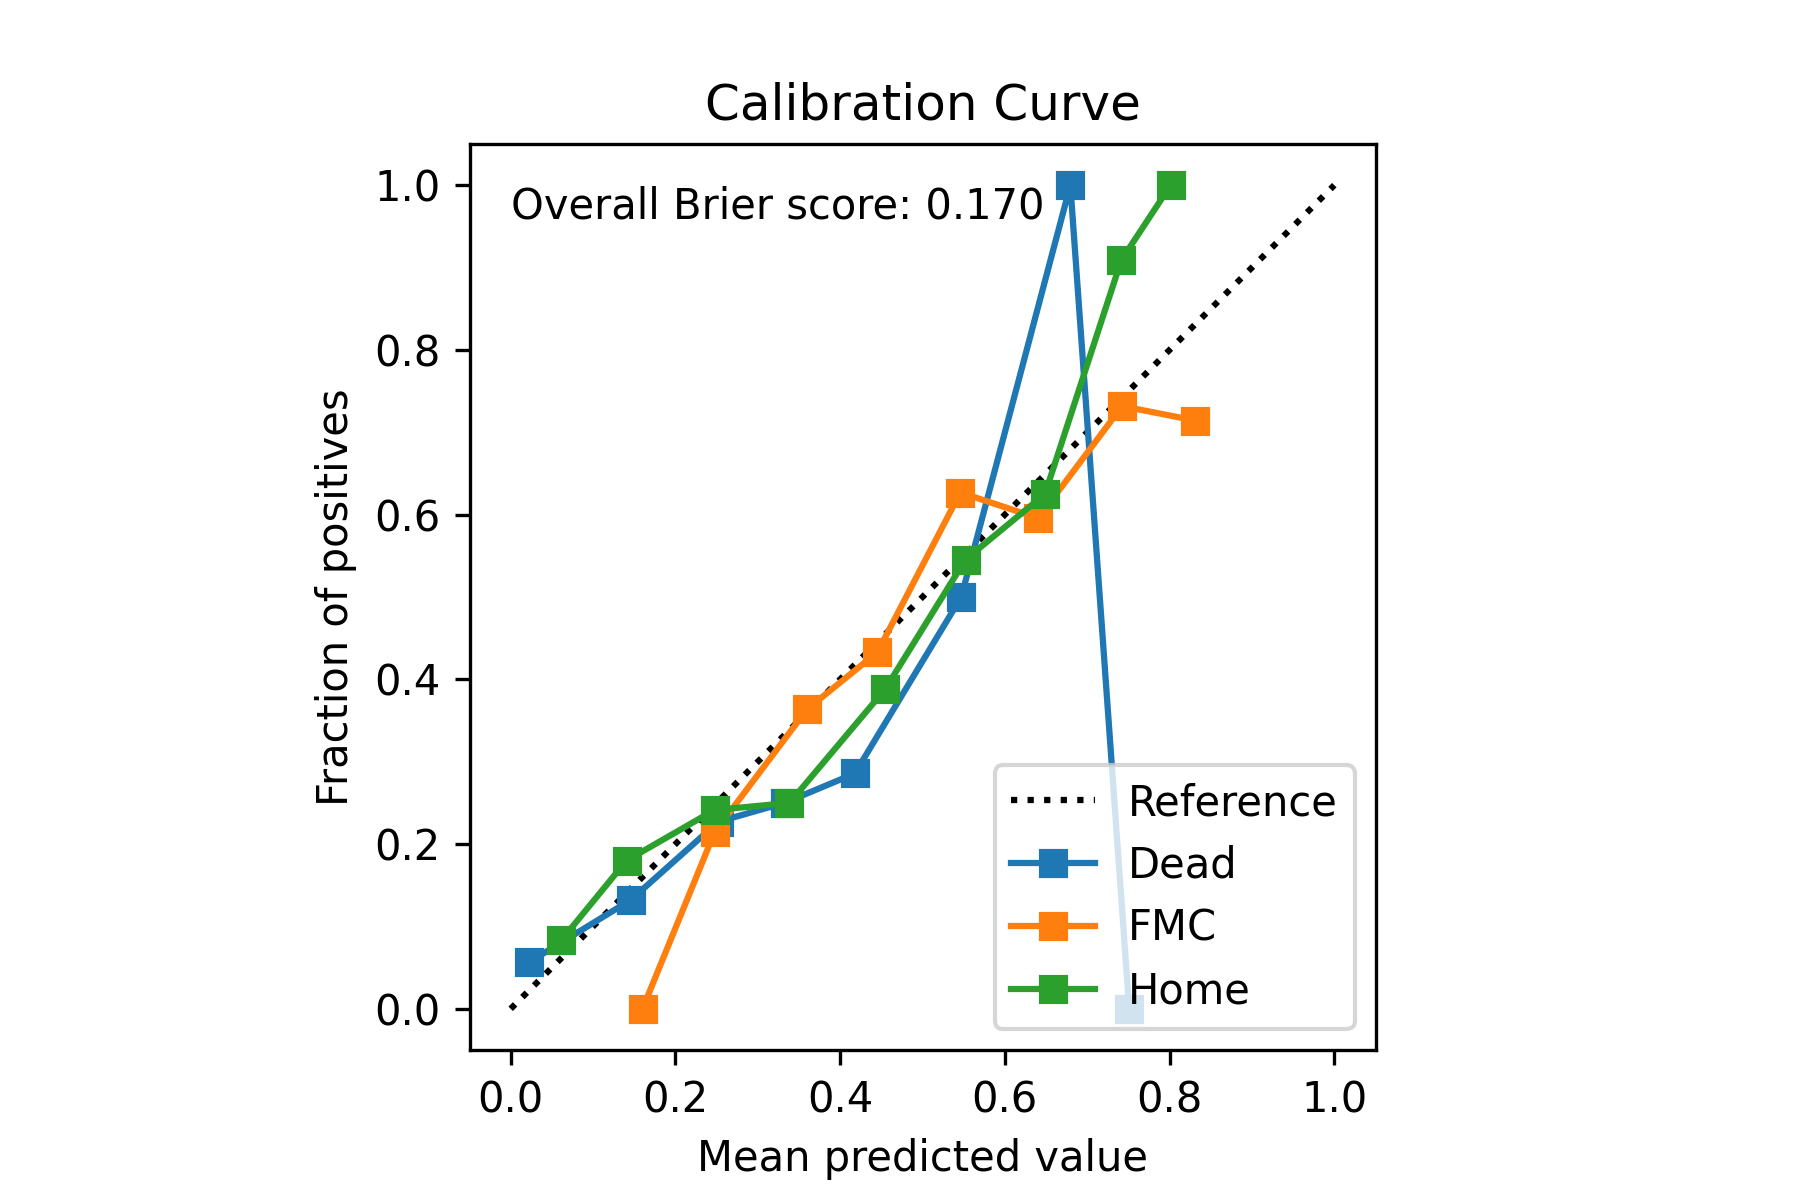 Calibration Curve
Overall Brier score: 0.170
1.0
0.8
0.6
0.4
0.2
0.0
Fraction of positives
Reference
Dead
FMC
Home
0.0 0.2 0.4 0.6 0.8 1.0
Mean predicted value